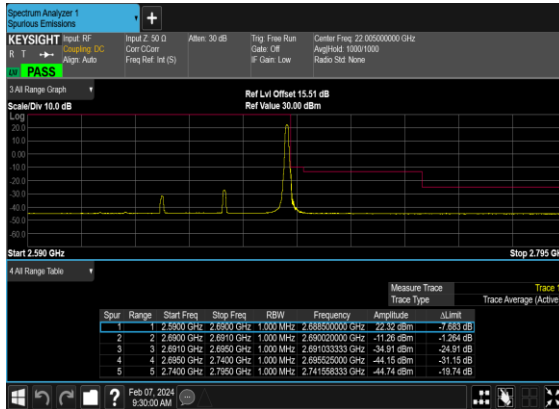 Spectrum Analyzer 1
Spurious Emissions
+
KEYSIGHT Input: RF Input Z: 50 Ω Atten: 30 dB Trig: Free Run Center Freq: 22.005000000 GHz
R T Coupling: DC Corr CCorr Gate: Off Avg|Hold: 1000/1000
Align: Auto Freq Ref: Int (S) IF Gain: Low Radio Std: None
PASS
3 All Range Graph
Ref Lvl Offset 15.51 dB
Scale/Div 10.0 dB Ref Value 30.00 dBm
Log
20.0
10.0
0.00
-10.0
-20.0
-30.0
-40.0
-50.0
-60.0
Start 2.590 GHz Stop 2.795 GH
4 All Range Table
Measure Trace Trace 1
Trace Type Trace Average (Active
Spur Range Start Freq Stop Freq RBW Frequency Amplitude ΔLimit
1 1 2.5900 GHz 2.6900 GHz 1.000 MHz 2.688500000 GHz 22.32 dBm -7.683 dB
2 2 2.6900 GHz 2.6910 GHz 1.000 MHz 2.690020000 GHz -11.26 dBm -1.264 dB
3 3 2.6910 GHz 2.6950 GHz 1.000 MHz 2.691033333 GHz -34.91 dBm -24.91 dB
4 4 2.6950 GHz 2.7400 GHz 1.000 MHz 2.695525000 GHz -44.15 dBm -31.15 dB
5 5 2.7400 GHz 2.7950 GHz 1.000 MHz 2.741558333 GHz -44.74 dBm -19.74 dB
? Feb 07, 2024
9:30:00 AM